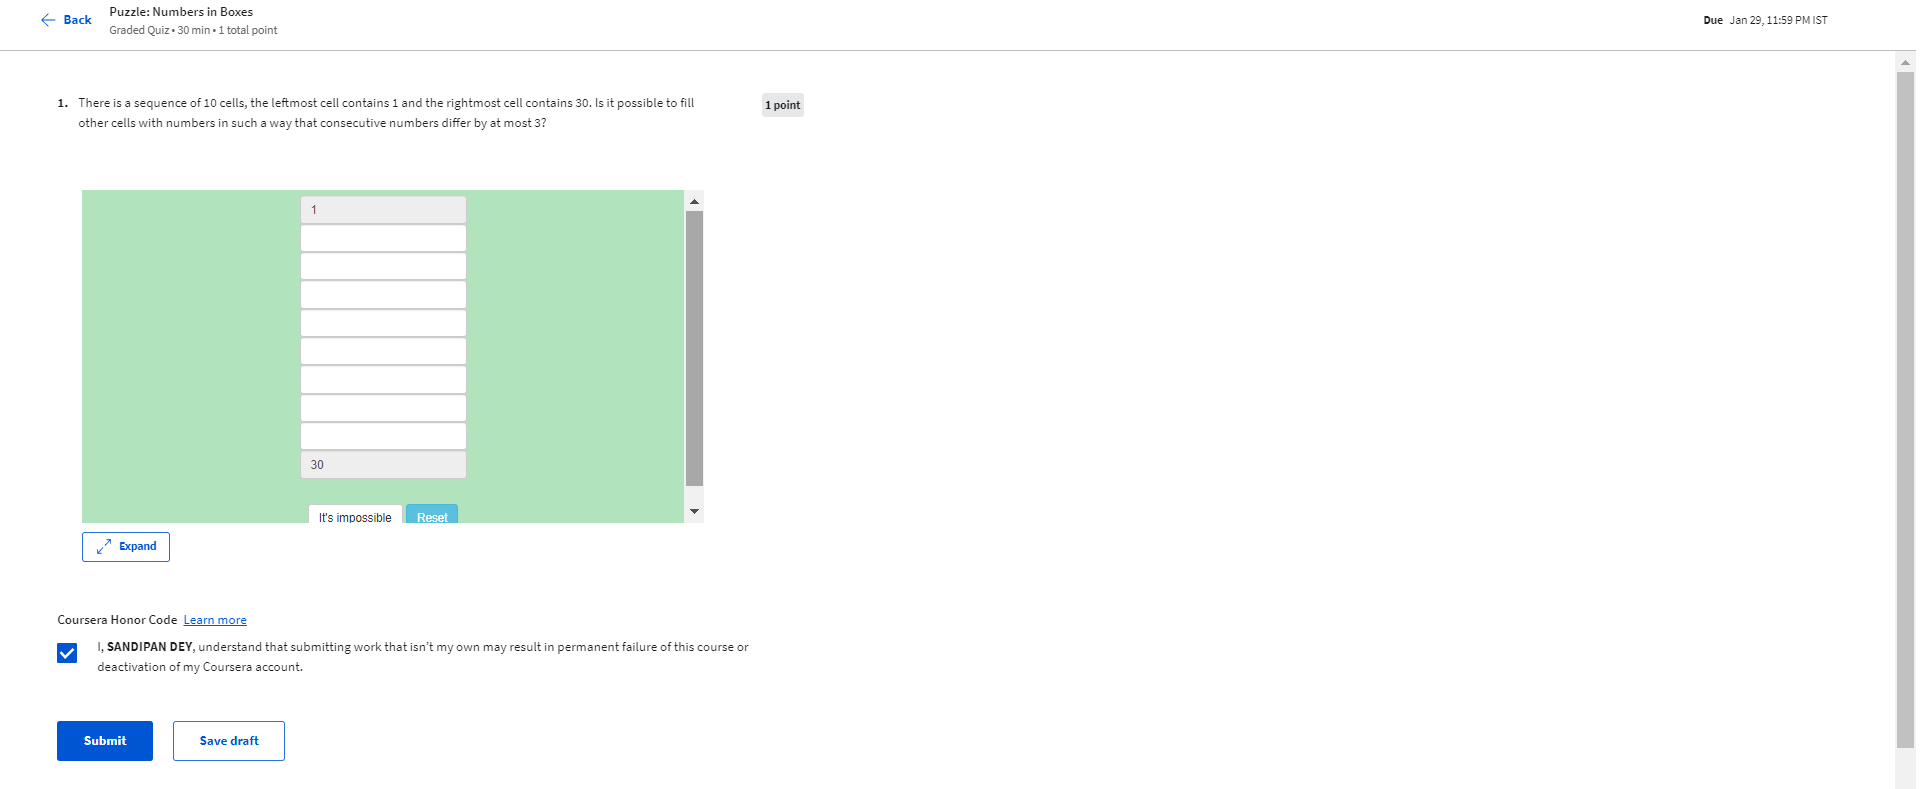 Back
Puzzle: Numbers in Boxes
Graded Quiz • 30 min • 1 total point
Due Jan 29, 11:59 PM IST
1. There is a sequence of 10 cells, the leftmost cell contains 1 and the rightmost cell contains 30. Is it possible to fill
other cells with numbers in such a way that consecutive numbers differ by at most 3?
1 point
1
30
It's impossible
Reset
Expand
Coursera Honor Code Learn more
I, SANDIPAN DEY, understand that submitting work that isn't my own may result in permanent failure of this course or
deactivation of my Coursera account.
Submit
Save draft